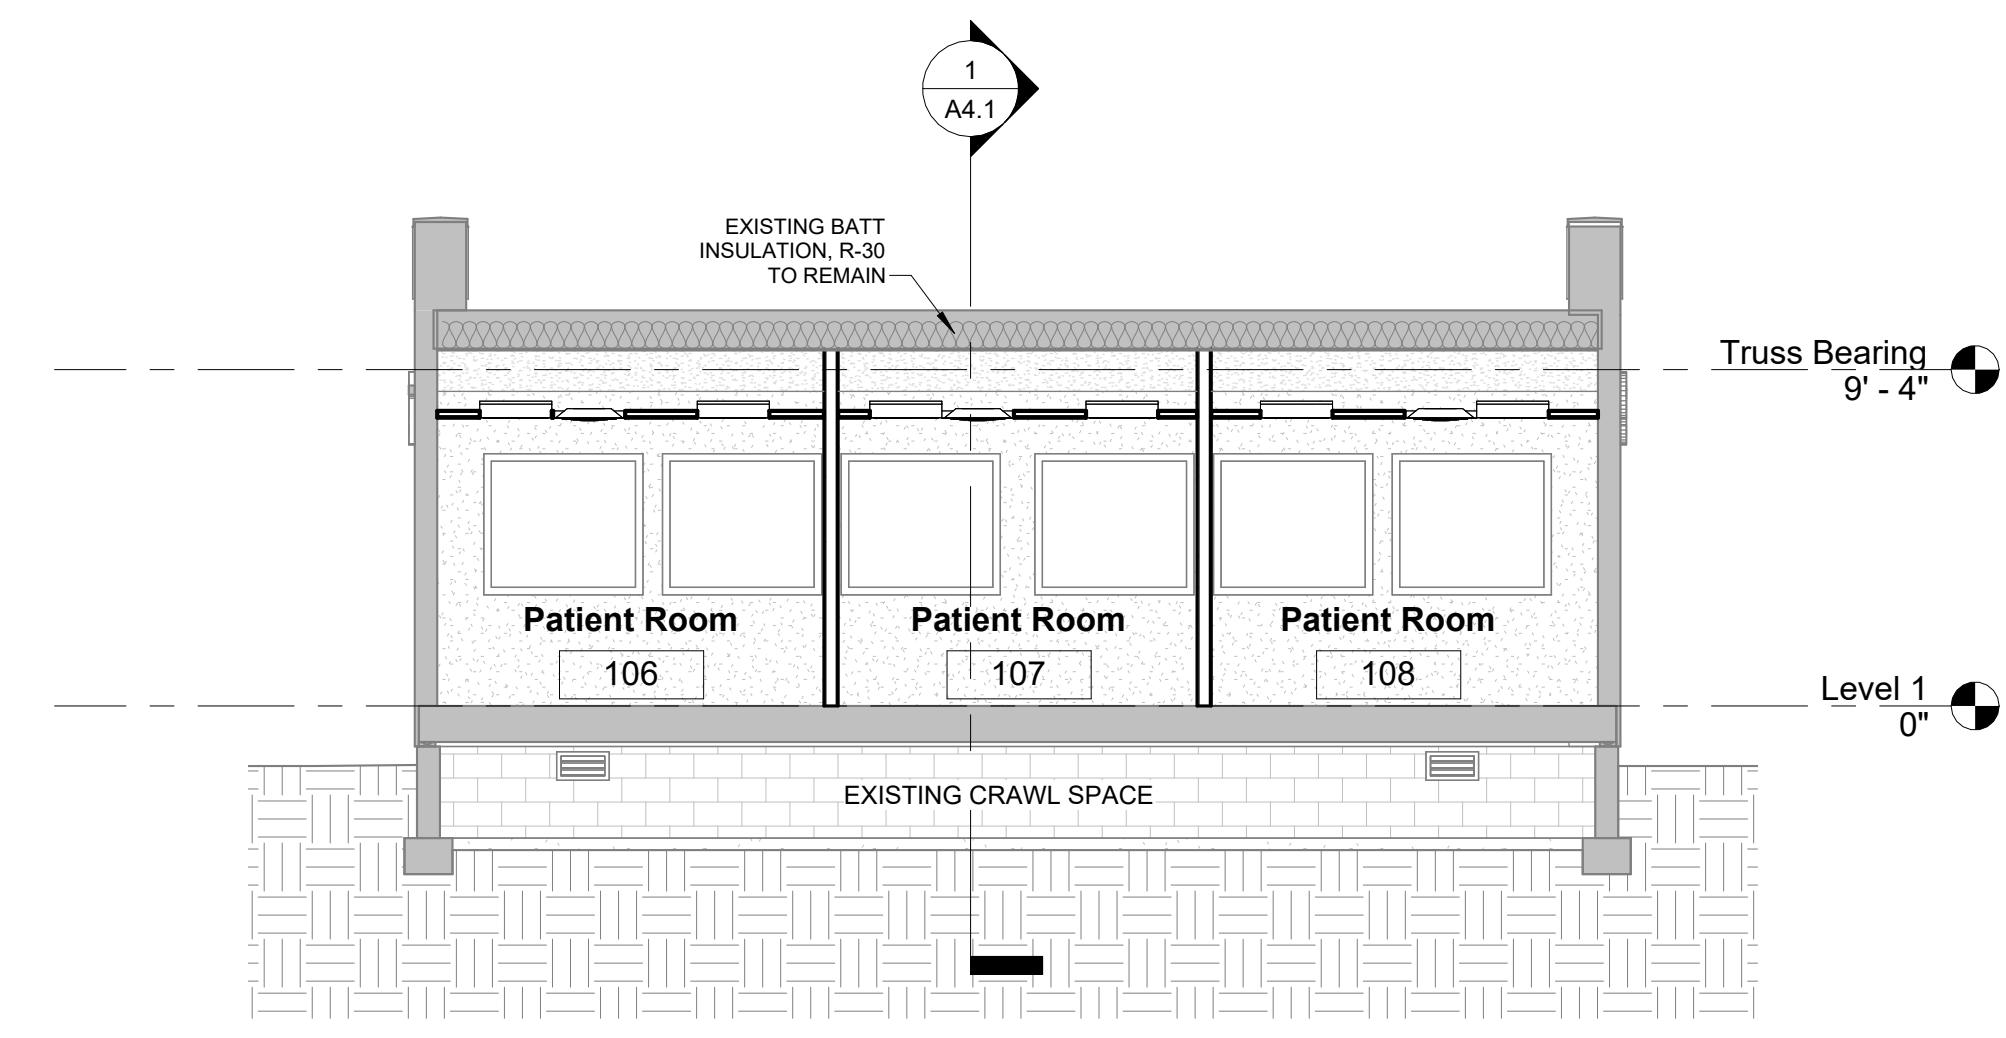 1
A4.1
EXISTING BATT
INSULATION, R-30
TO REMAIN
Truss Bearing
9' - 4"
Patient Room
106
Patient Room
107
Patient Room
108
Level 1
0"
EXISTING CRAWL SPACE